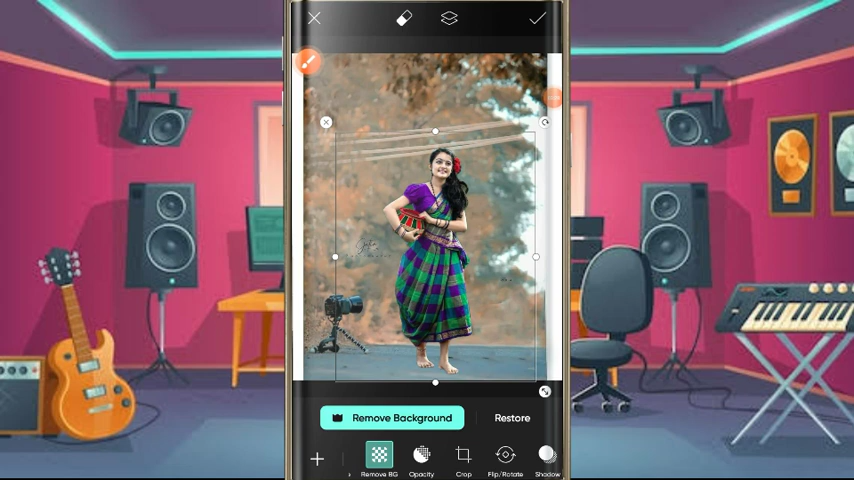 Remove Background
Restore
Remove BG
Opacity
Crop
Flip/Rotate
Shadow